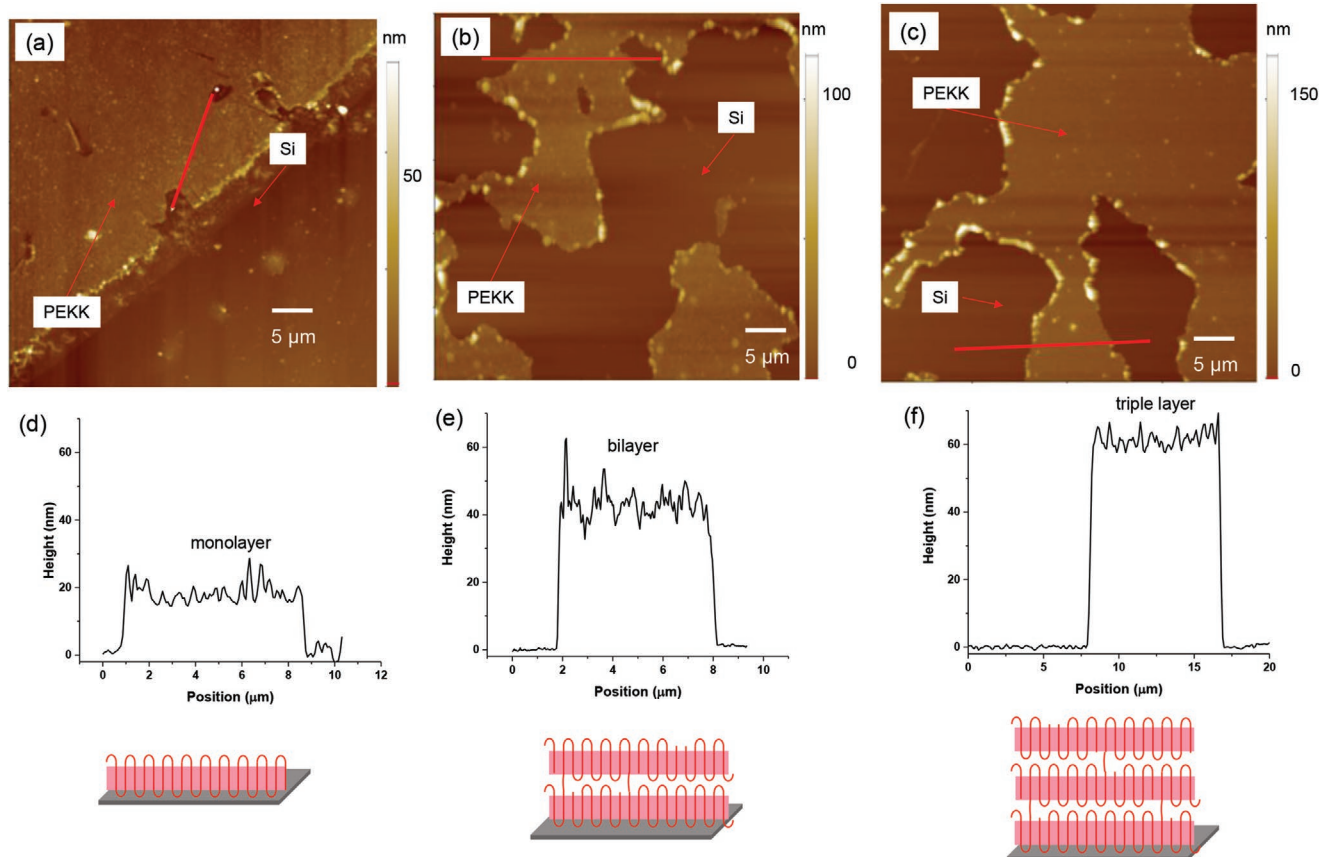 (a)
nm
50
Si
PEKK
5 μm
(b)
nm
100
0
Si
PEKK
5 μm
(c)
nm
150
0
PEKK
Si
5 μm
(d)
monolayer
Height (nm)
60
40
20
0
0 2 4 6 8 10 12
Position (μm)
(e)
bilayer
Height (nm)
60
40
20
0
0 2 4 6 8 10
Position (μm)
(f)
triple layer
Height (nm)
60
40
20
0
0 5 10 15 20
Position (μm)